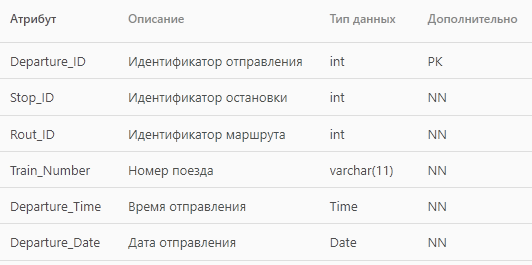 Атрибут Описание Тип данных Дополнительно
Departure_ID Идентификатор отправления int PK
Stop_ID Идентификатор остановки int NN
Rout_ID Идентификатор маршрута int NN
Train_Number Номер поезда varchar(11) NN
Departure_Time Время отправления Time NN
Departure_Date Дата отправления Date NN